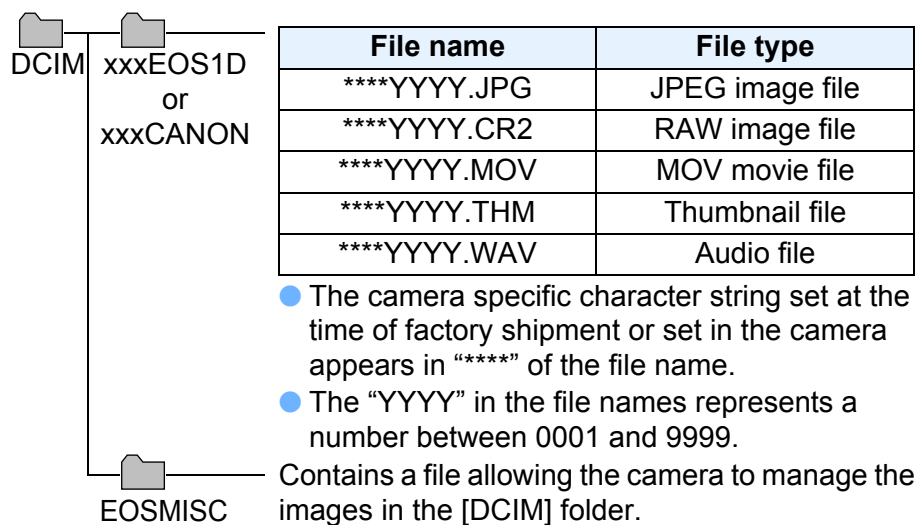 DCIM
xxxEOS1D
or
xxxCANON
File name File type
****YYYY.JPG JPEG image file
****YYYY.CR2 RAW image file
****YYYY.MOV MOV movie file
****YYYY.THM Thumbnail file
****YYYY.WAV Audio file
● The camera specific character string set at the
time of factory shipment or set in the camera
appears in “****” of the file name.
● The “YYYY” in the file names represents a
number between 0001 and 9999.
EOSMISC
Contains a file allowing the camera to manage the
images in the [DCIM] folder.